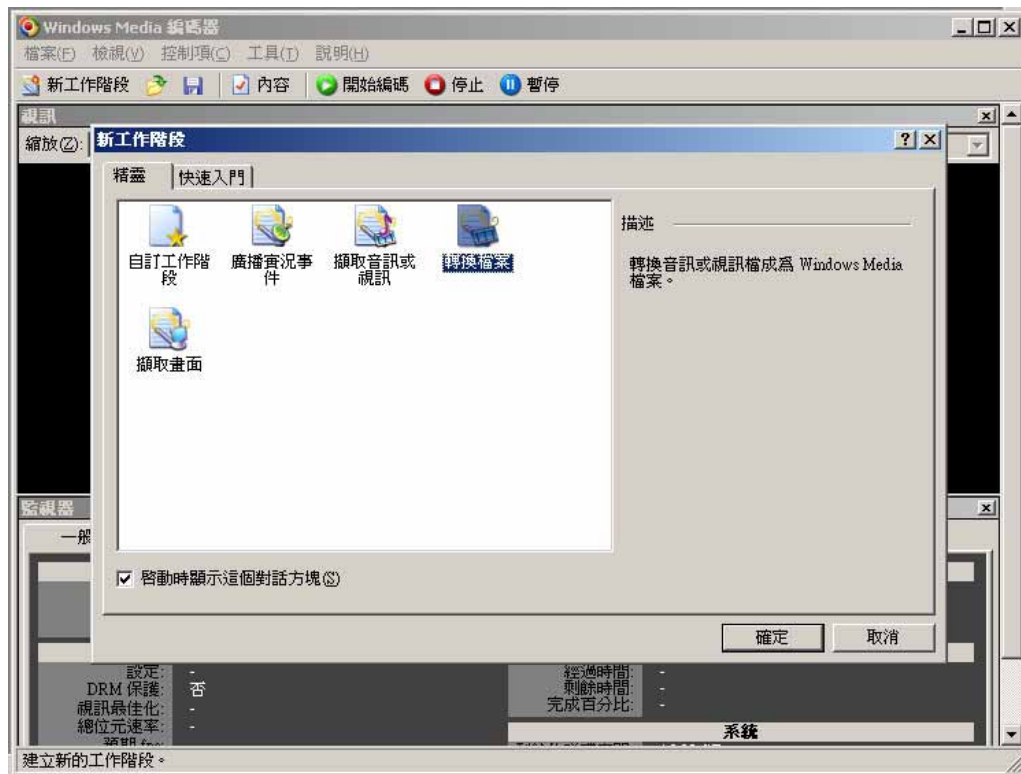 Windows Media 編碼器
檔案(F) 檢視(V) 控制項(C) 工具(T) 說明(H)
新工作階段 內容 開始編碼 停止 暫停
視訊
縮放(Z):
新工作階段
精靈 快速入門
自訂工作階段
廣播實況事件
擷取音訊或視訊
轉換檔案
擷取畫面
描述
轉換音訊或視訊檔成爲 Windows Media
檔案。
啓動時顯示這個對話方塊(S)
確定 取消
監視器
一般
設定: -
DRM 保護: 否
視訊最佳化: -
總位元速率: -
預期 fps:
經過時間: -
剩餘時間: -
完成百分比: -
系統
建立新的工作階段。